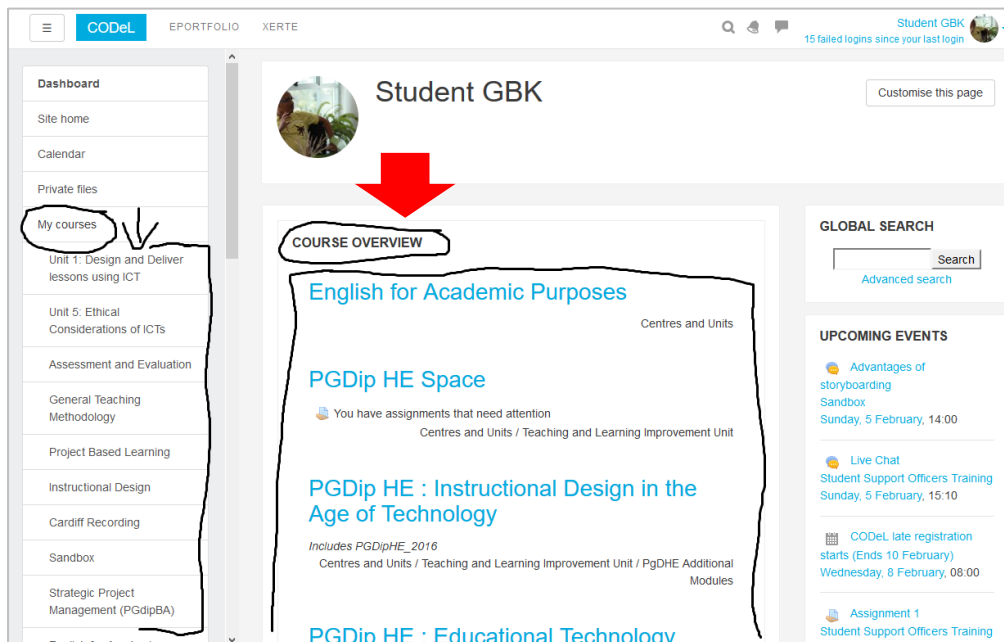 ☰ CODeL EPORTFOLIO XERTE
Student GBK
15 failed logins since your last login
Dashboard
Site home
Calendar
Private files
My courses
Unit 1: Design and Deliver
lessons using ICT
Unit 5: Ethical
Considerations of ICTs
Assessment and Evaluation
General Teaching
Methodology
Project Based Learning
Instructional Design
Cardiff Recording
Sandbox
Strategic Project
Management (PGdipBA)
Student GBK
Customise this page
COURSE OVERVIEW
English for Academic Purposes
Centres and Units
PGDip HE Space
You have assignments that need attention
Centres and Units / Teaching and Learning Improvement Unit
PGDip HE : Instructional Design in the
Age of Technology
Includes PGDipHE_2016
Centres and Units / Teaching and Learning Improvement Unit / PgDHE Additional
Modules
PGDip HE : Educational Technology
GLOBAL SEARCH
Search
Advanced search
UPCOMING EVENTS
Advantages of
storyboarding
Sandbox
Sunday, 5 February, 14:00
Live Chat
Student Support Officers Training
Sunday, 5 February, 15:10
CODeL late registration
starts (Ends 10 February)
Wednesday, 8 February, 08:00
Assignment 1
Student Support Officers Training